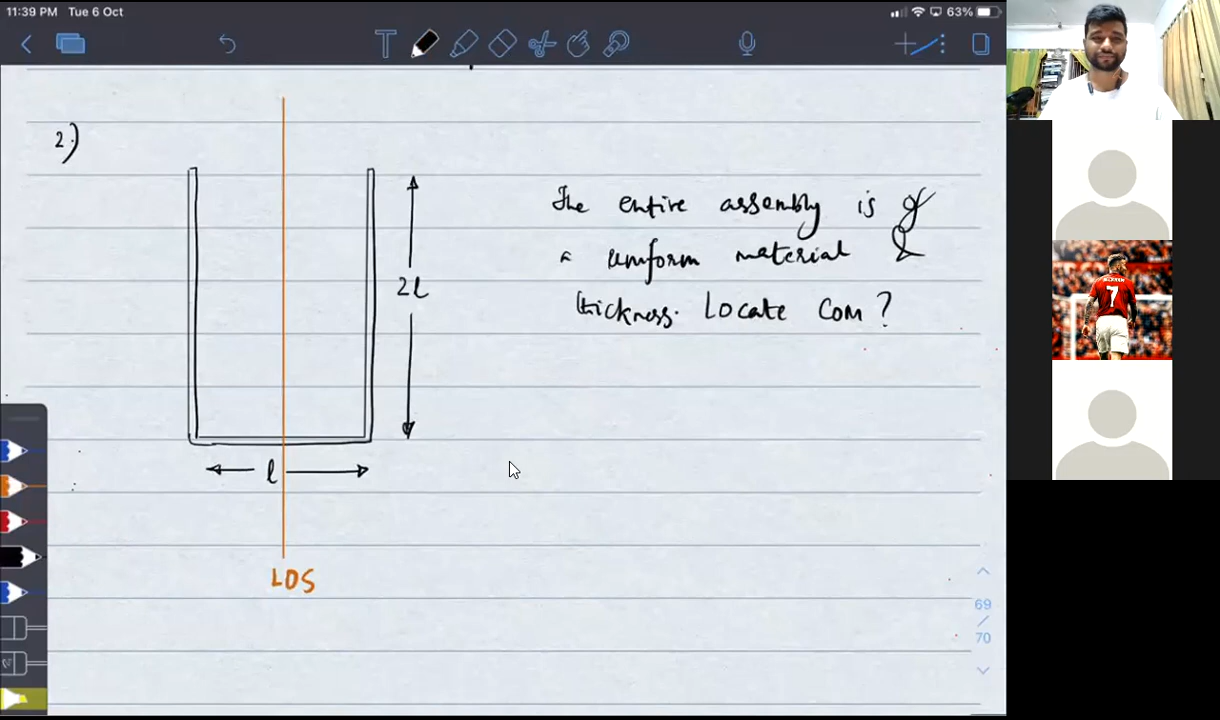 11:39 PM Tue 6 Oct
63%
T
2)
The entire assembly is of
a uniform material &
thickness. Locate Com?
2l
l
LOS
69
/
70
7